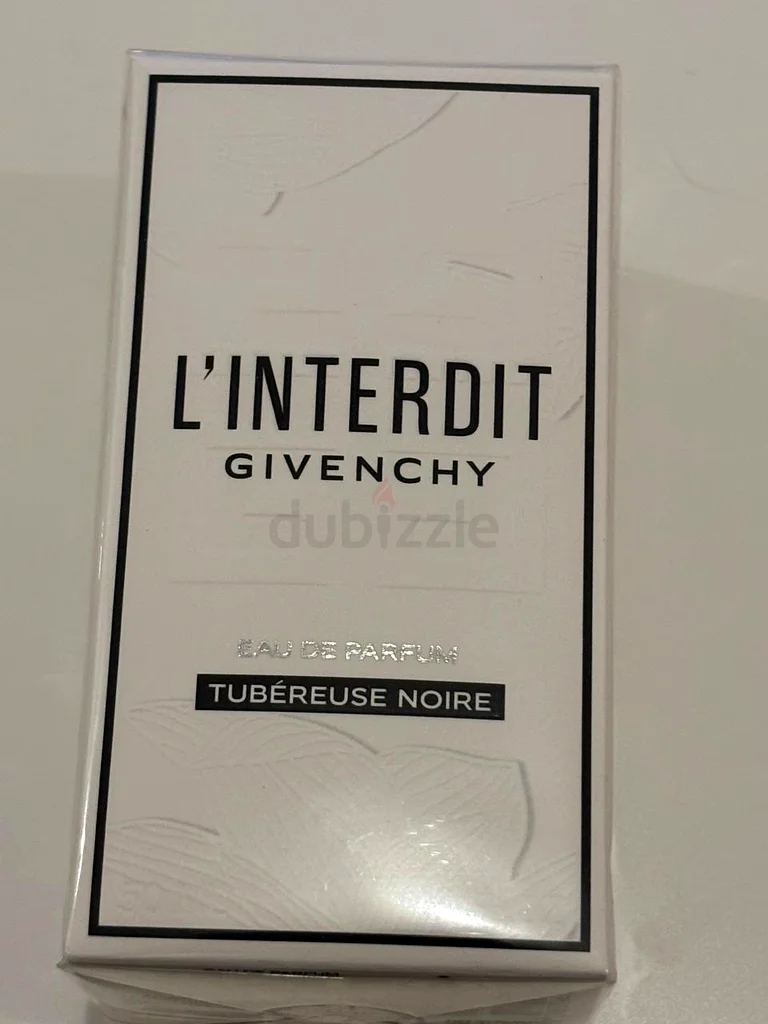 L'INTERDIT
GIVENCHY
dubizzle
EAU DE PARFUM
TUBÉREUSE NOIRE